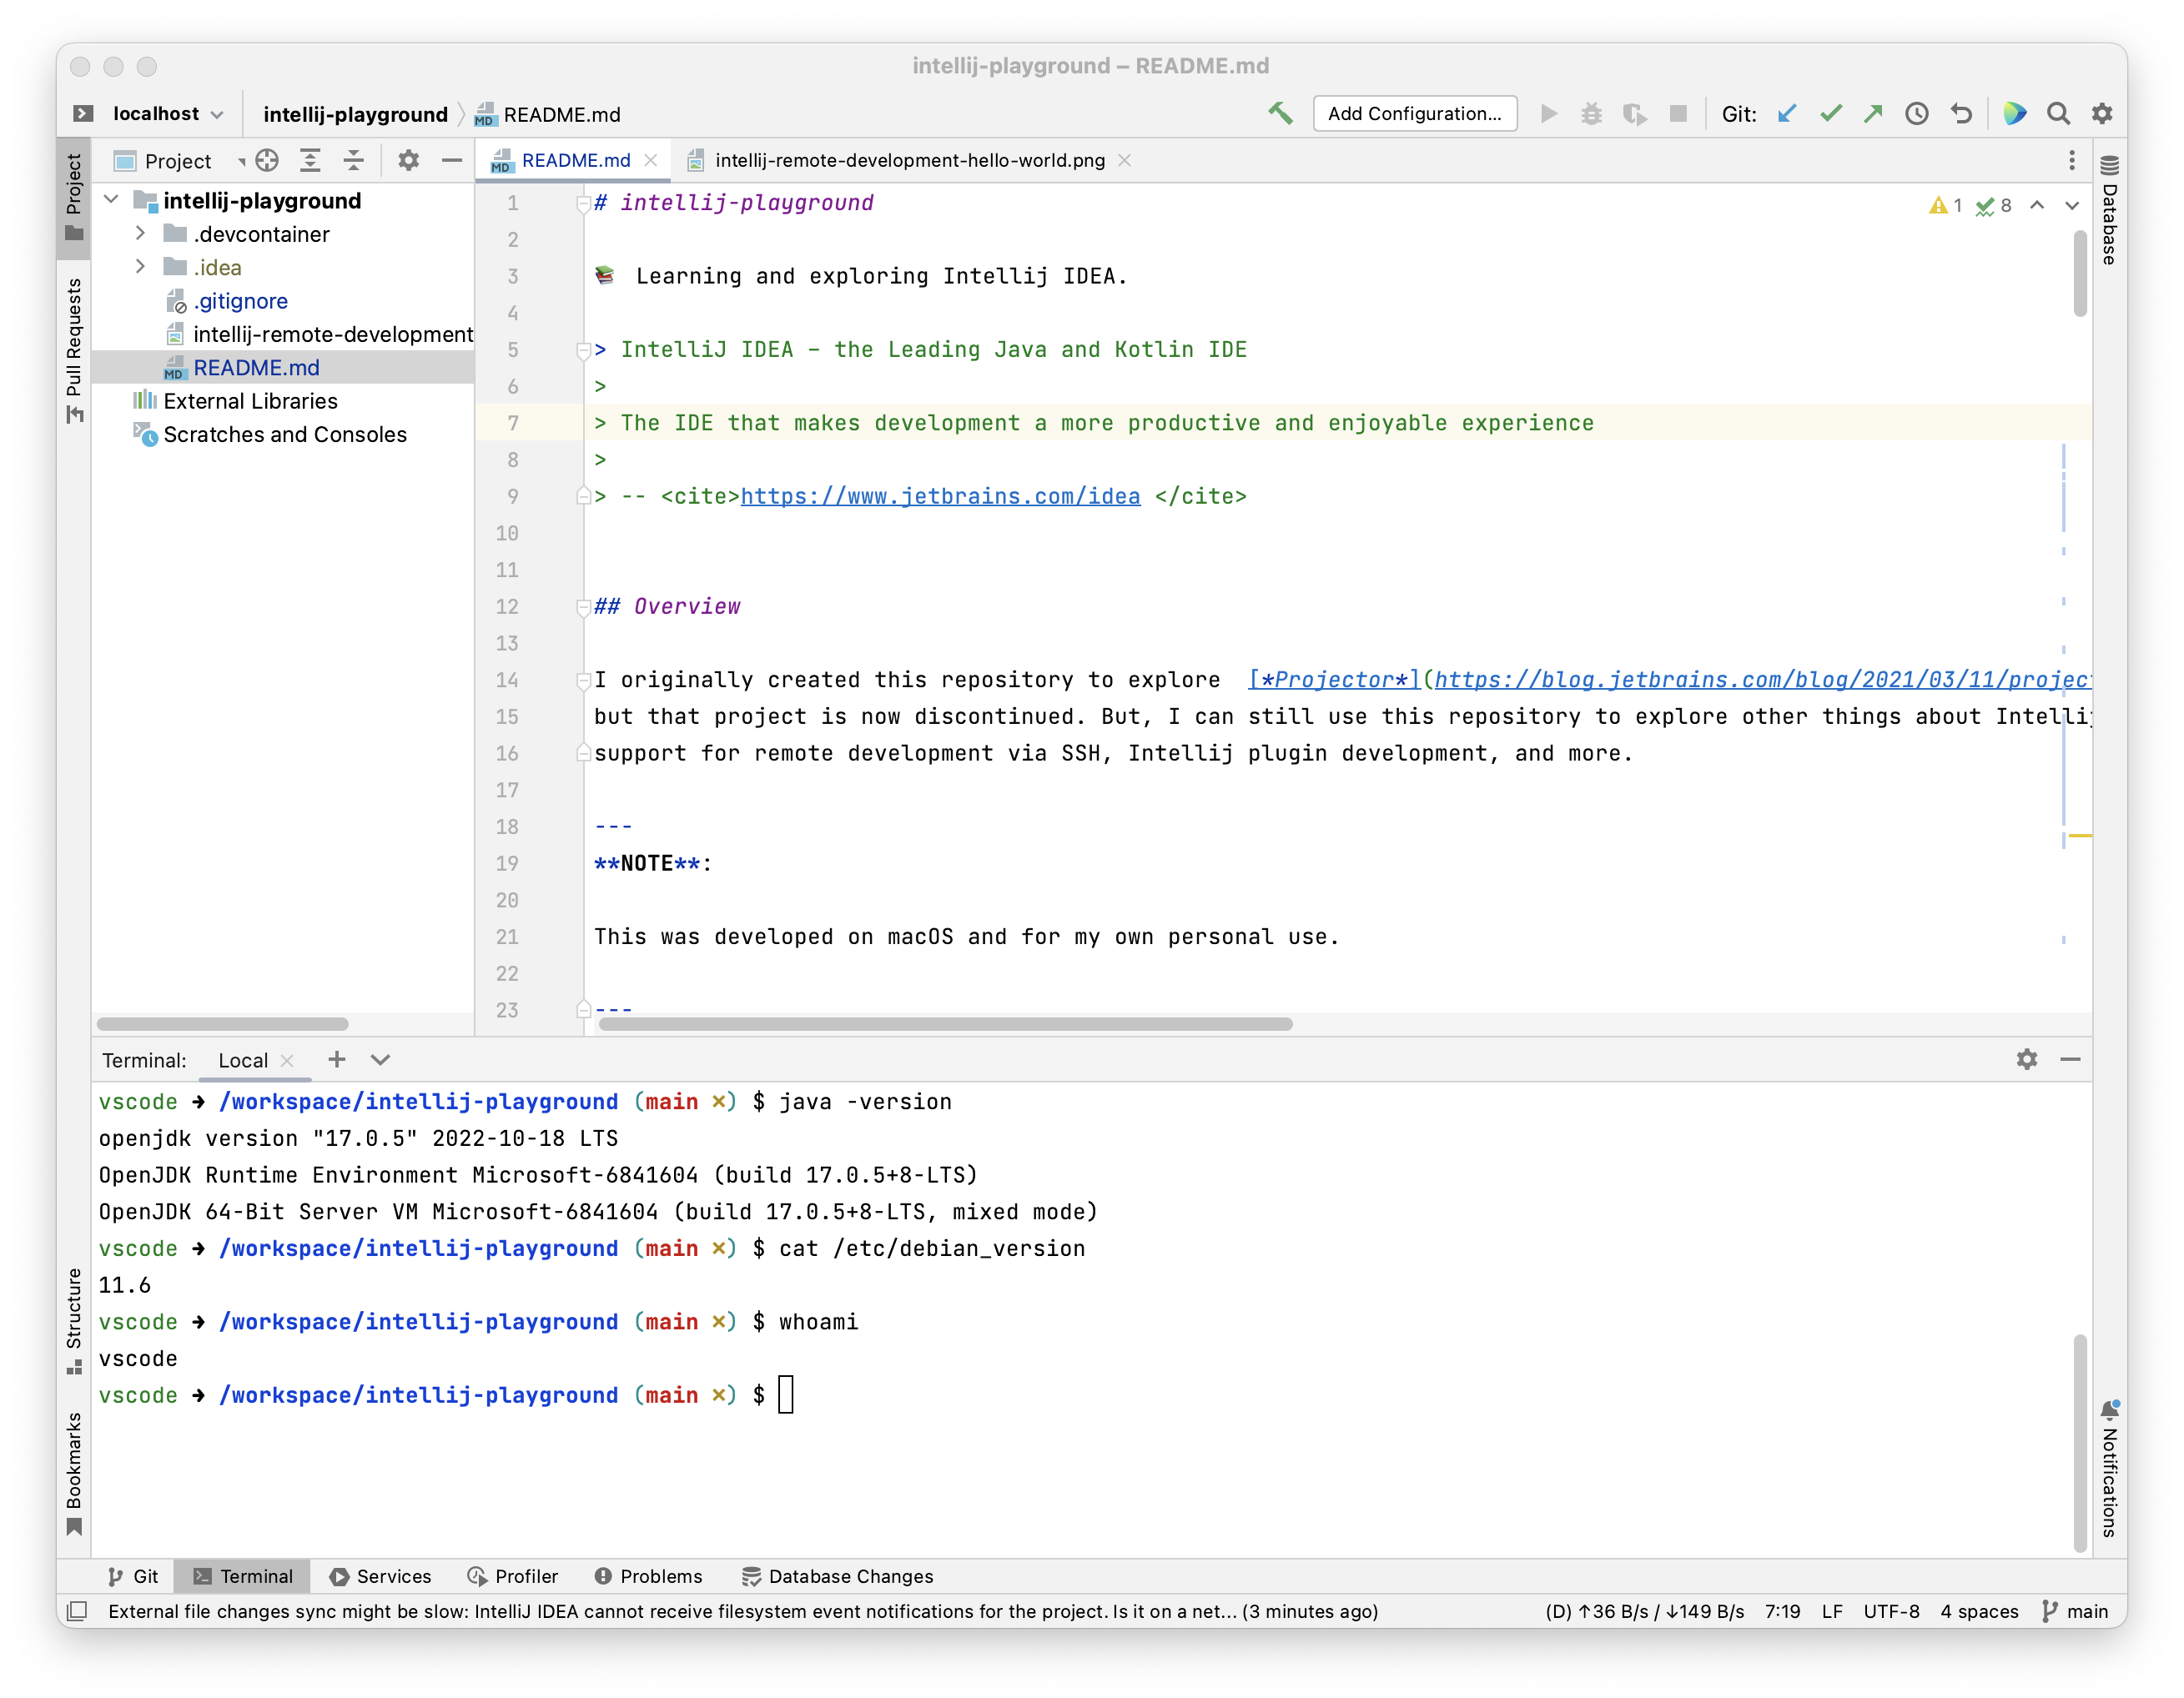 intellij-playground – README.md
localhost intellij-playground README.md Add Configuration... Git:
Project
README.md intellij-remote-development-hello-world.png
Project
Pull Requests
Structure
Bookmarks
intellij-playground
.devcontainer
.idea
.gitignore
intellij-remote-development
README.md
External Libraries
Scratches and Consoles
1 # intellij-playground
2
3 📚 Learning and exploring Intellij IDEA.
4
5 > IntelliJ IDEA – the Leading Java and Kotlin IDE
6 >
7 > The IDE that makes development a more productive and enjoyable experience
8 >
9 > -- <cite>https://www.jetbrains.com/idea </cite>
10
11
12 ## Overview
13
14 I originally created this repository to explore [*Projector*](https://blog.jetbrains.com/blog/2021/03/11/projec
15 but that project is now discontinued. But, I can still use this repository to explore other things about Intellij
16 support for remote development via SSH, Intellij plugin development, and more.
17
18 ---
19 **NOTE**:
20
21 This was developed on macOS and for my own personal use.
22
23 ---
1 8
Database
Notifications
Terminal: Local
vscode ➜ /workspace/intellij-playground (main ✗) $ java -version
openjdk version "17.0.5" 2022-10-18 LTS
OpenJDK Runtime Environment Microsoft-6841604 (build 17.0.5+8-LTS)
OpenJDK 64-Bit Server VM Microsoft-6841604 (build 17.0.5+8-LTS, mixed mode)
vscode ➜ /workspace/intellij-playground (main ✗) $ cat /etc/debian_version
11.6
vscode ➜ /workspace/intellij-playground (main ✗) $ whoami
vscode
vscode ➜ /workspace/intellij-playground (main ✗) $
Git Terminal Services Profiler Problems Database Changes
External file changes sync might be slow: IntelliJ IDEA cannot receive filesystem event notifications for the project. Is it on a net... (3 minutes ago) (D) ↑36 B/s / ↓149 B/s 7:19 LF UTF-8 4 spaces main